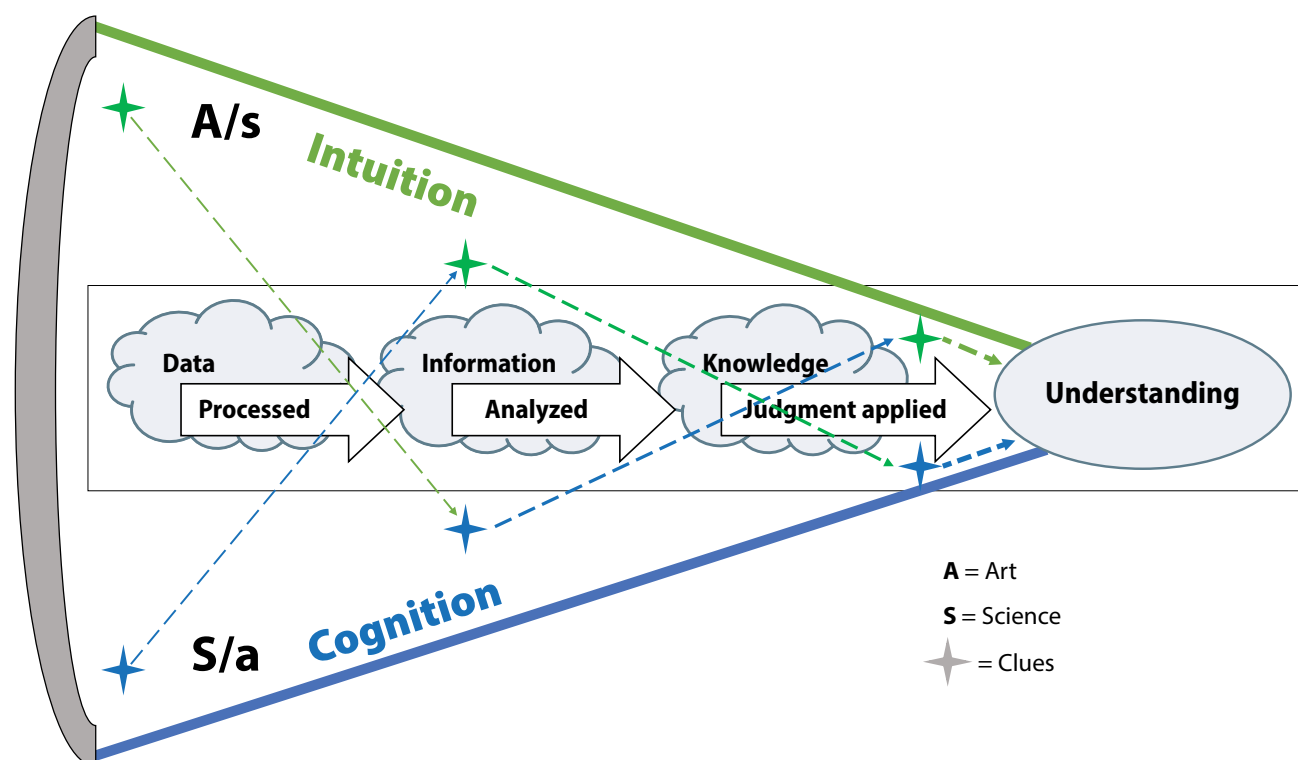 A/s
Intuition
Data
Processed
Information
Analyzed
Knowledge
Judgment applied
Understanding
S/a
Cognition
A = Art
S = Science
= Clues